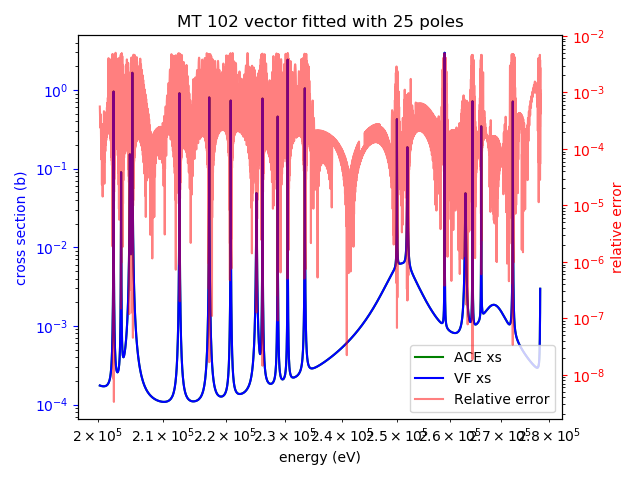 MT 102 vector fitted with 25 poles
cross section (b)
10⁰
10⁻¹
10⁻²
10⁻³
10⁻⁴
relative error
10⁻²
10⁻³
10⁻⁴
10⁻⁵
10⁻⁶
10⁻⁷
10⁻⁸
ACE xs
VF xs
Relative error
2 × 10⁵ 2.1 × 10⁵ 2.2 × 10⁵ 2.3 × 10⁵ 2.4 × 10⁵ 2.5 × 10⁵ 2.6 × 10⁵ 2.7 × 10⁵ 2.8 × 10⁵
energy (eV)